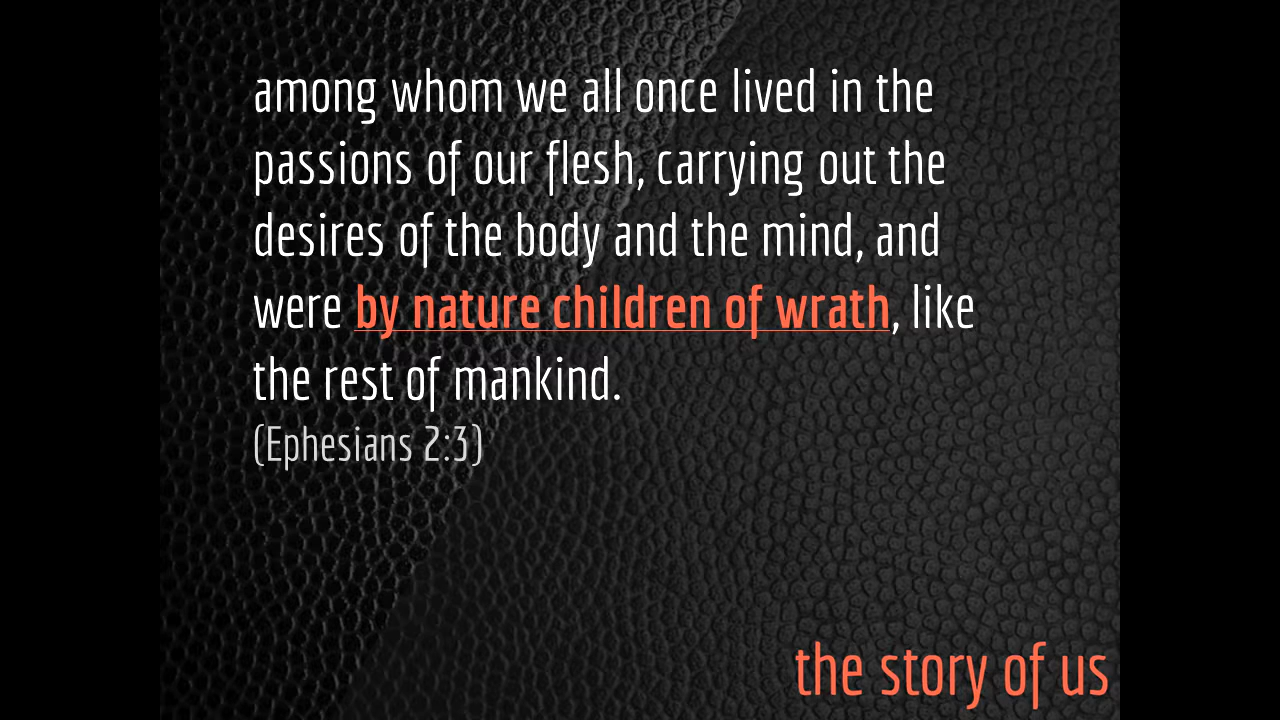 among whom we all once lived in the
passions of our flesh, carrying out the
desires of the body and the mind, and
were by nature children of wrath, like
the rest of mankind.
(Ephesians 2:3)
the story of us